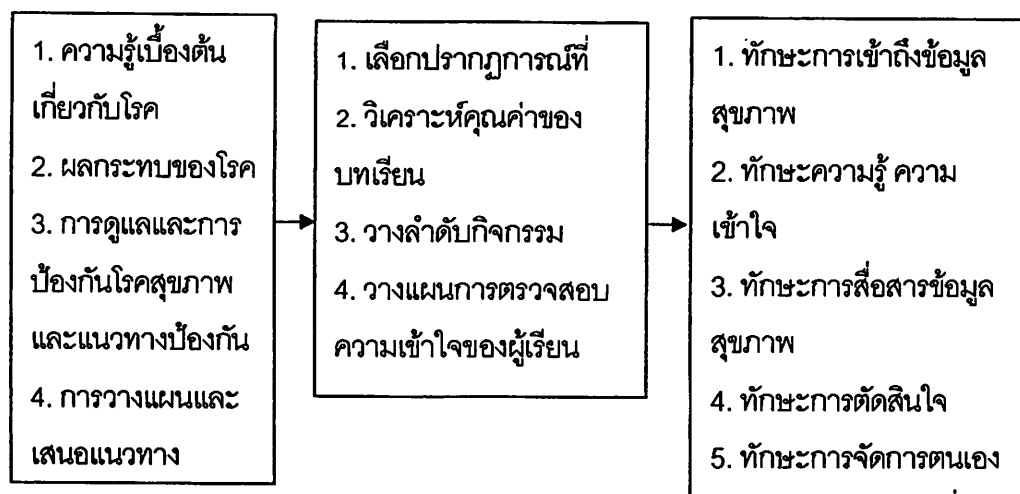 1. ความรู้เบื้องต้น
เกี่ยวกับโรค
2. ผลกระทบของโรค
3. การดูแลและการ
ป้องกันโรคสุขภาพ
และแนวทางป้องกัน
4. การวางแผนและ
เสนอแนวทาง
1. เลือกปรากฏการณ์ที่
2. วิเคราะห์คุณค่าของ
บทเรียน
3. วางลำดับกิจกรรม
4. วางแผนการตรวจสอบ
ความเข้าใจของผู้เรียน
1. ทักษะการเข้าถึงข้อมูล
สุขภาพ
2. ทักษะความรู้ ความ
เข้าใจ
3. ทักษะการสื่อสารข้อมูล
สุขภาพ
4. ทักษะการตัดสินใจ
5. ทักษะการจัดการตนเอง